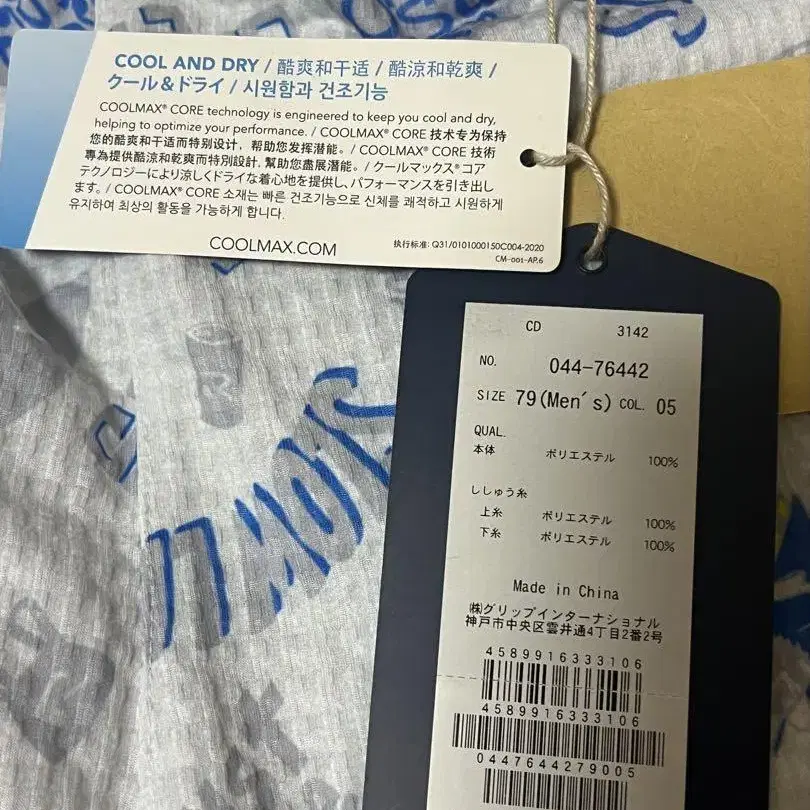 COOL AND DRY / 酷爽和干适 / 酷涼和乾爽 /
クール＆ドライ / 시원함과 건조기능
COOLMAX® CORE technology is engineered to keep you cool and dry,
helping to optimize your performance. / COOLMAX® CORE 技术专为保持
您的酷爽和干适而特别设计，帮助您发挥潜能。/ COOLMAX® CORE 技術
專為提供酷涼和乾爽而特別設計，幫助您盡展潛能。/ クールマックス® コア
テクノロジーにより涼しくドライな着心地を提供し、パフォーマンスを引き出し
ます。/ COOLMAX® CORE 소재는 빠른 건조기능으로 신체를 쾌적하고 시원하게
유지하여 최상의 활동을 가능하게 합니다.
COOLMAX.COM
执行标准: Q31/0101000150C004-2020
CM-001-AP.6
CD 3142
NO. 044-76442
SIZE 79(Men's) COL. 05
QUAL.
本体 ポリエステル 100%
ししゅう糸
上糸 ポリエステル 100%
下糸 ポリエステル 100%
Made in China
㈱グリップインターナショナル
神戸市中央区雲井通4丁目2番2号
4589916333106
4589916333106
0447644279005